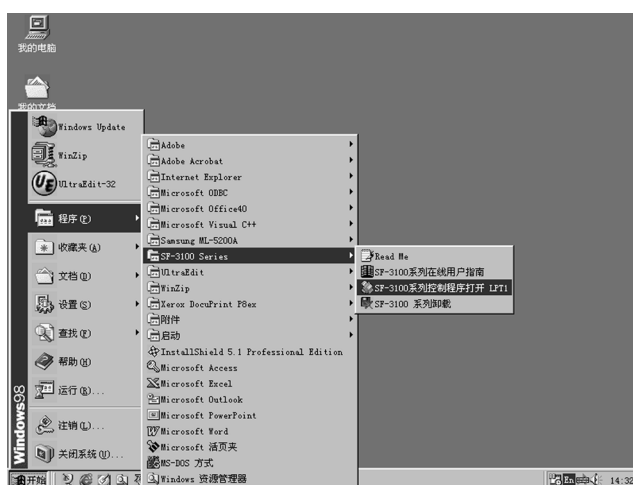 我的电脑
我的文档
Windows Update
WinZip
UltraEdit-32
程序(P)
收藏夹(A)
文档(D)
设置(S)
查找(F)
帮助(H)
运行(R)...
注销(L)...
关闭系统(U)...
Windows98
Adobe
Adobe Acrobat
Internet Explorer
Microsoft ODBC
Microsoft Office40
Microsoft Visual C++
Samsung ML-5200A
SF-3100 Series
UltraEdit
WinZip
Xerox DocuPrint P8ex
附件
启动
InstallShield 5.1 Professional Edition
Microsoft Access
Microsoft Excel
Microsoft Outlook
Microsoft PowerPoint
Microsoft Word
Microsoft 活页夹
MS-DOS 方式
Windows 资源管理器
Read Me
SF-3100系列在线用户指南
SF-3100系列控制程序打开 LPT1
SF-3100 系列卸载
开始
En
14:32